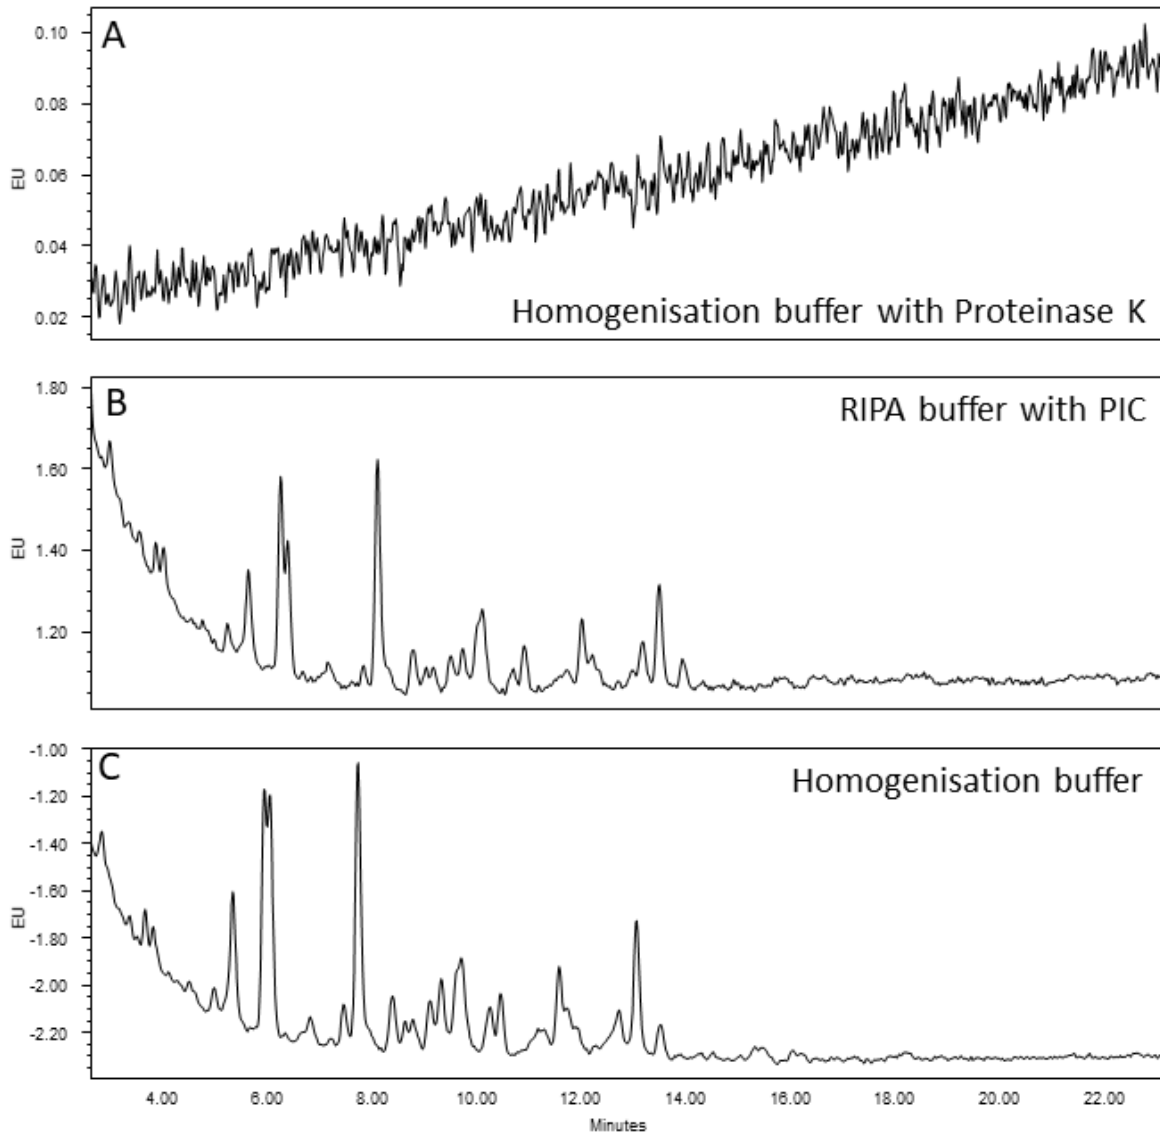 A
0.10
0.08
EU
0.06
0.04
0.02
Homogenisation buffer with Proteinase K
B
1.80
RIPA buffer with PIC
1.60
EU
1.40
1.20
C
-1.00
Homogenisation buffer
-1.20
-1.40
-1.60
EU
-1.80
-2.00
-2.20
4.00 6.00 8.00 10.00 12.00 14.00 16.00 18.00 20.00 22.00
Minutes